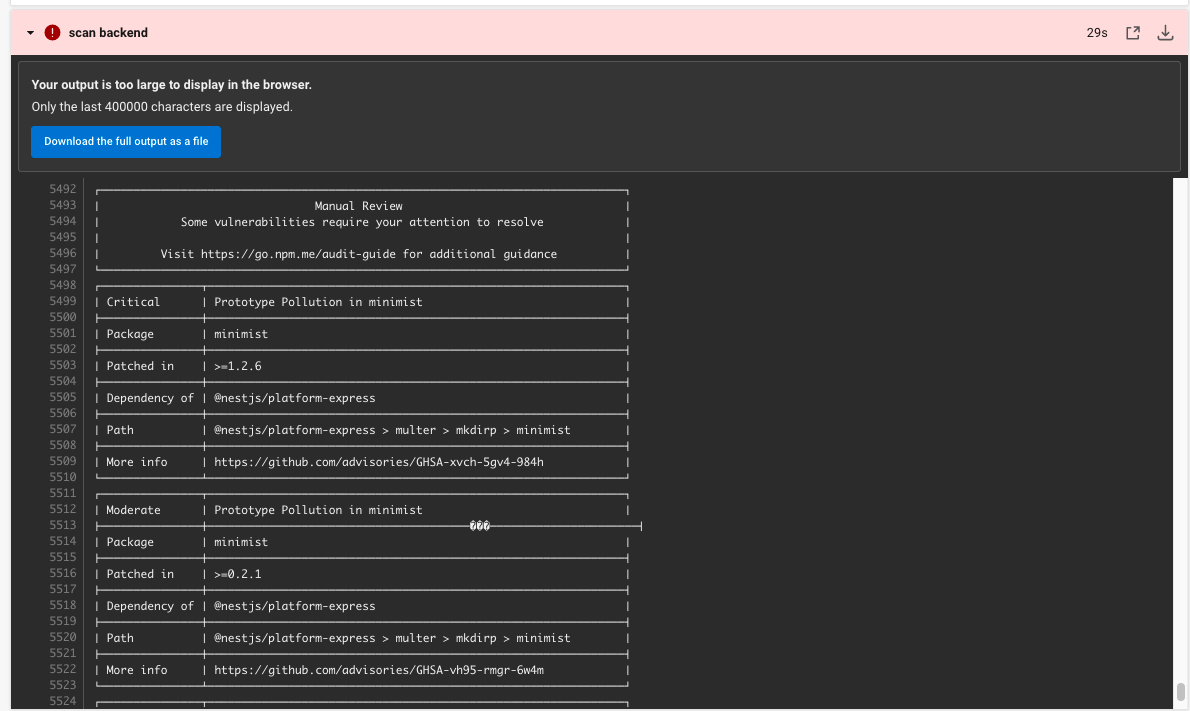 scan backend 29s
Your output is too large to display in the browser.
Only the last 400000 characters are displayed.
Download the full output as a file
5492
5493 | Manual Review |
5494 | Some vulnerabilities require your attention to resolve |
5495 | |
5496 | Visit https://go.npm.me/audit-guide for additional guidance |
5497
5498
5499 | Critical | Prototype Pollution in minimist |
5500
5501 | Package | minimist |
5502
5503 | Patched in | >=1.2.6 |
5504
5505 | Dependency of | @nestjs/platform-express |
5506
5507 | Path | @nestjs/platform-express > multer > mkdirp > minimist |
5508
5509 | More info | https://github.com/advisories/GHSA-xvch-5gv4-984h |
5510
5511
5512 | Moderate | Prototype Pollution in minimist |
5513 ���
5514 | Package | minimist |
5515
5516 | Patched in | >=0.2.1 |
5517
5518 | Dependency of | @nestjs/platform-express |
5519
5520 | Path | @nestjs/platform-express > multer > mkdirp > minimist |
5521
5522 | More info | https://github.com/advisories/GHSA-vh95-rmgr-6w4m |
5523
5524